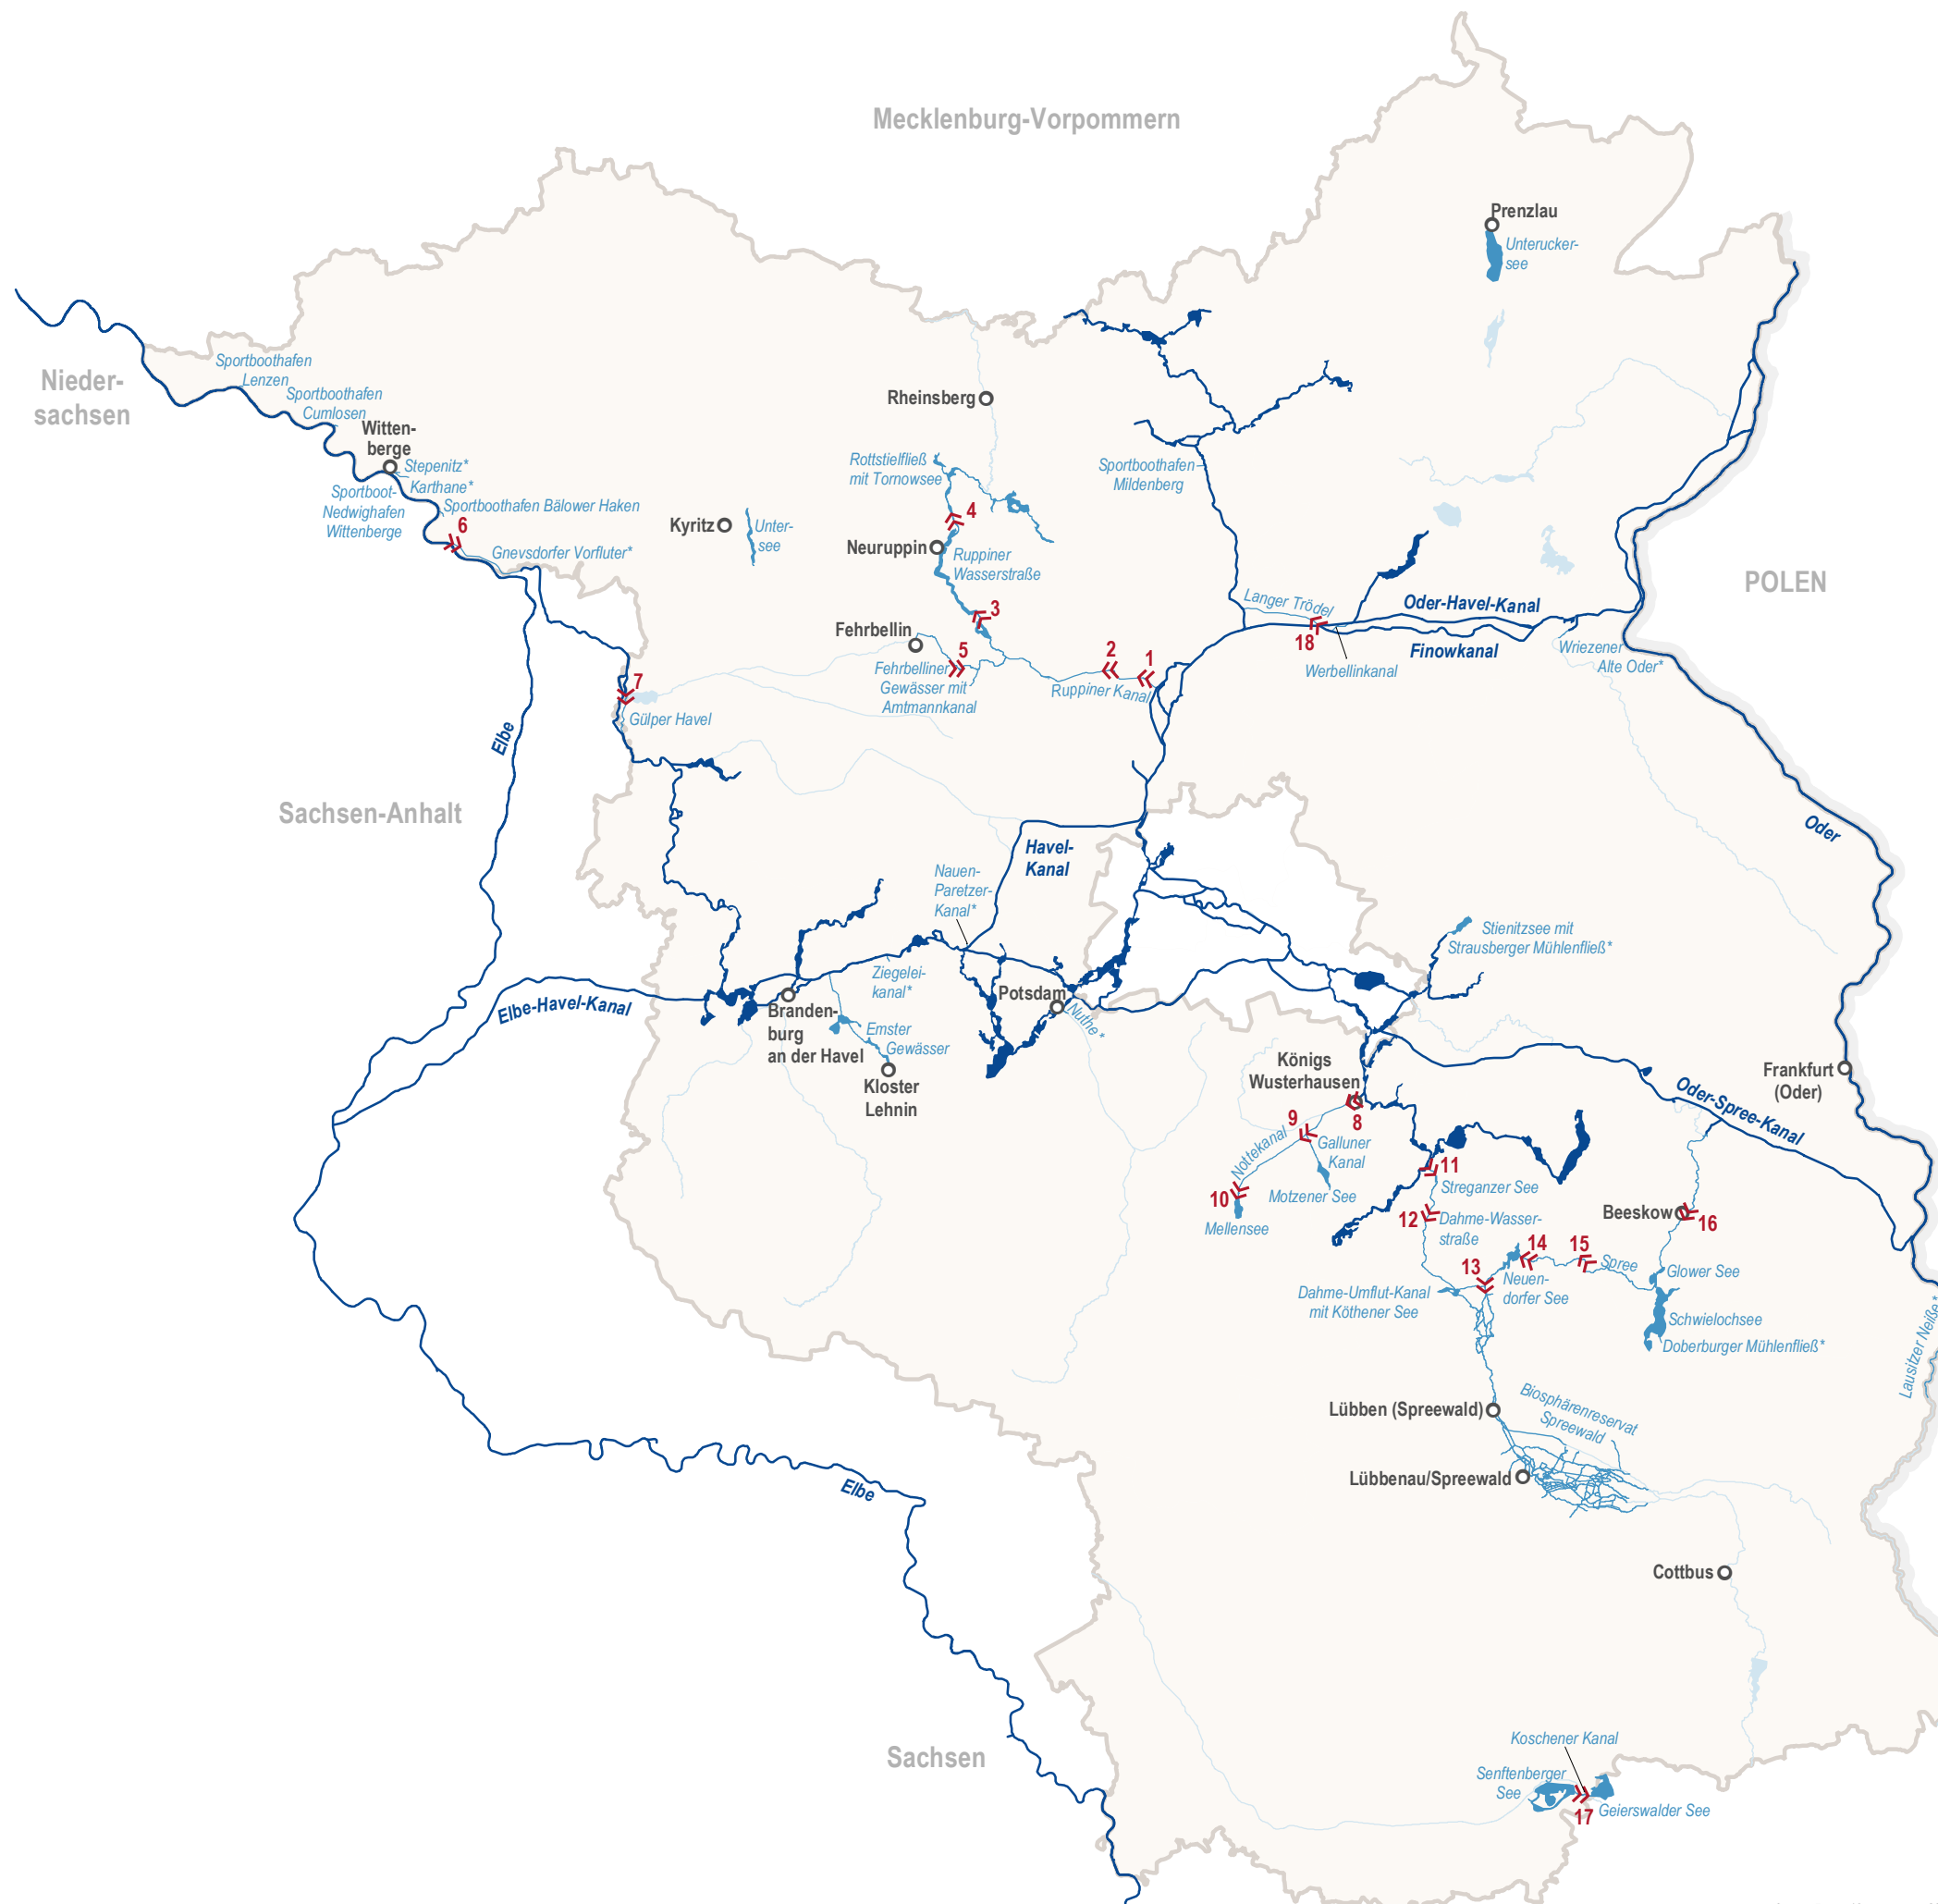 Mecklenburg-Vorpommern
Prenzlau
Unterucker-
see
Nieder-
sachsen
Sportboothafen
Lenzen
Sportboothafen
Cumlosen
Witten-
berge
Stepenitz*
Karthane*
Sportboot-
Nedwighafen
Wittenberge
Sportboothafen Bälower Haken
6
Gnevsdorfer Vorfluter*
Rheinsberg
Rottstielfließ
mit Tornowsee
4
Kyritz
Unter-
see
Neuruppin
Ruppiner
Wasserstraße
3
Sportboothafen
Mildenberg
POLEN
Langer Trödel
Oder-Havel-Kanal
18
Finowkanal
Werbellinkanal
Wriezener
Alte Oder*
Fehrbellin
5
Fehrbelliner
Gewässer mit
Amtmannkanal
2
1
Ruppiner Kanal
7
Gülper Havel
Elbe
Sachsen-Anhalt
Oder
Havel-
Kanal
Nauen-
Paretzer-
Kanal*
Stienitzsee mit
Strausberger Mühlenfließ*
Ziegelei-
kanal*
Elbe-Havel-Kanal
Branden-
burg
an der Havel
Emster
Gewässer
Kloster
Lehnin
Potsdam
Nuthe *
Königs
Wusterhausen
8
9
Galluner
Kanal
Nottekanal
Motzener See
10
Mellensee
Frankfurt
(Oder)
Oder-Spree-Kanal
11
Streganzer See
12
Dahme-Wasser-
straße
Beeskow
16
13
14
15
Spree
Neuen-
dorfer See
Dahme-Umflut-Kanal
mit Köthener See
Glower See
Schwielochsee
Doberburger Mühlenfließ*
Lausitzer Neiße*
Lübben (Spreewald)
Biosphärenreservat
Spreewald
Lübbenau/Spreewald
Elbe
Cottbus
Sachsen
Koschener Kanal
Senftenberger
See
17
Geierswalder See